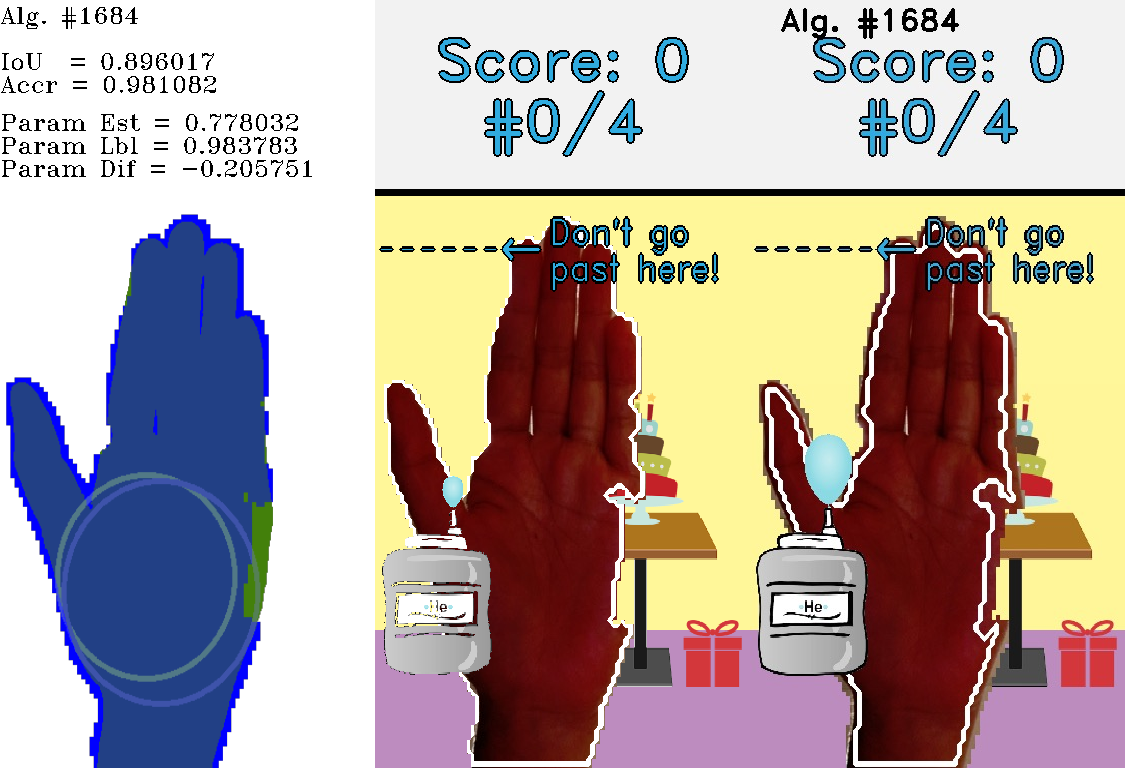 Alg. #1684
IoU = 0.896017
Accr = 0.981082
Param Est = 0.778032
Param Lbl = 0.983783
Param Dif = −0.205751
Score: 0
#0/4
Don't go
past here!
He
Alg. #1684
Score: 0
#0/4
Don't go
past here!
He